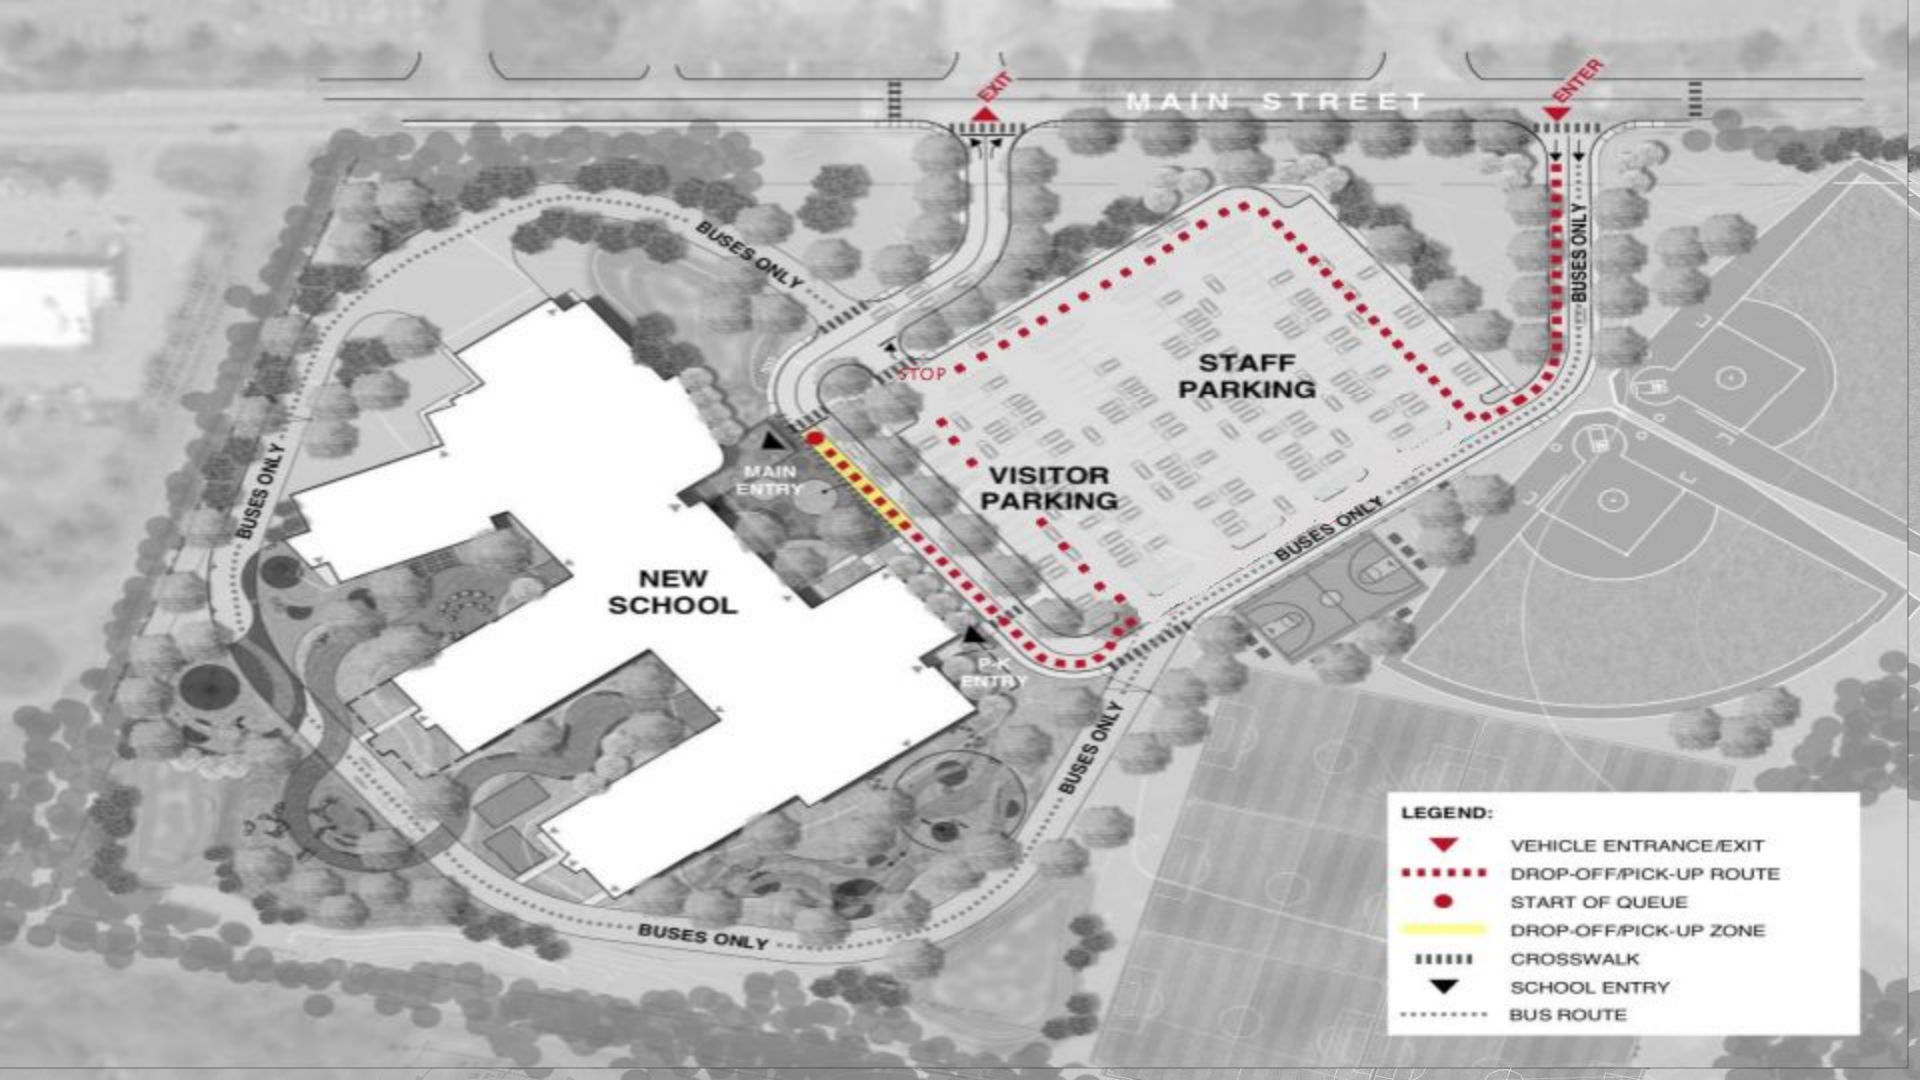 EXIT
ENTER
MAIN STREET
BUSES ONLY
BUSES ONLY
STOP
STAFF
PARKING
MAIN
ENTRY
VISITOR
PARKING
BUSES ONLY
BUSES ONLY
NEW
SCHOOL
P-K
ENTRY
BUSES ONLY
BUSES ONLY
LEGEND:
VEHICLE ENTRANCE/EXIT
DROP-OFF/PICK-UP ROUTE
START OF QUEUE
DROP-OFF/PICK-UP ZONE
CROSSWALK
SCHOOL ENTRY
BUS ROUTE